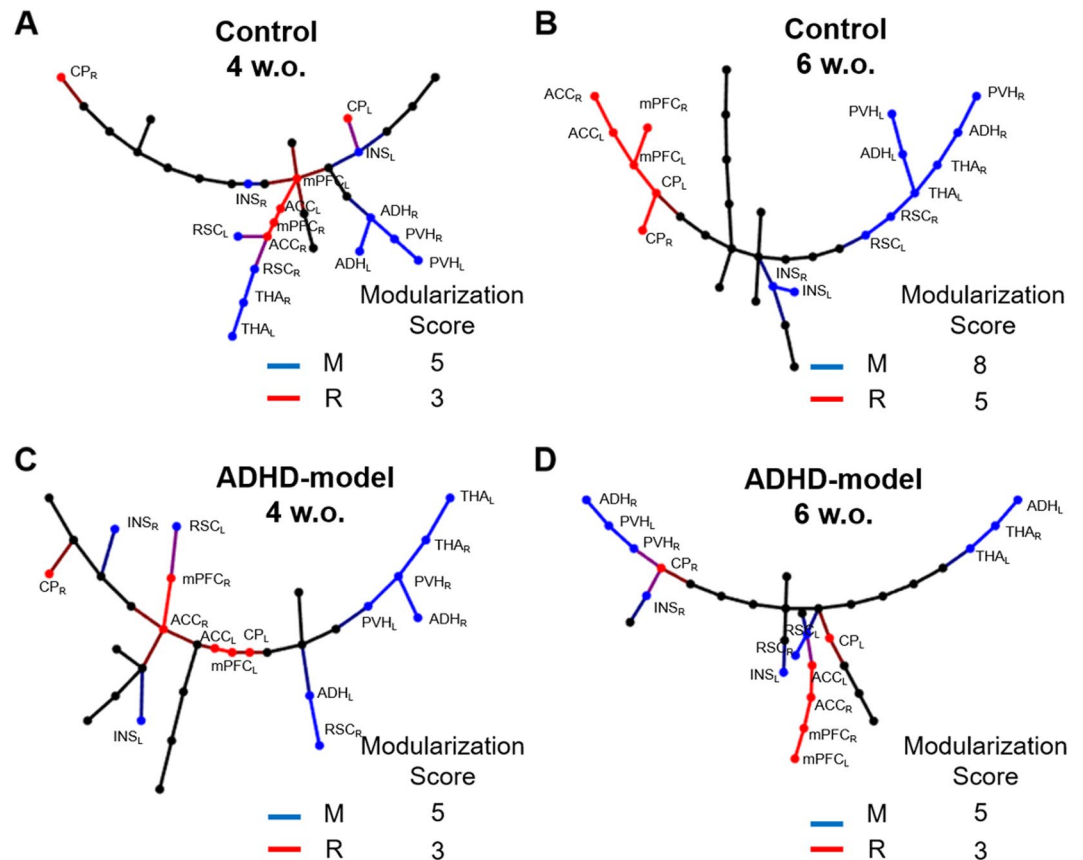 A
Control
4 w.o.
CPR
CPL
INSL
INSR
mPFCL
ACCL
mPFCR
RSCL
ACCR
RSCR
THAR
THAL
ADHR
PVHR
ADHL
PVHL
Modularization
Score
M 5
R 3
B
Control
6 w.o.
ACCR
mPFCR
ACCL
mPFCL
CPL
CPR
PVHR
PVHL
ADHR
ADHL
THAR
THAL
RSCR
RSCL
INSR
INSL
Modularization
Score
M 8
R 5
C
ADHD-model
4 w.o.
INSR
RSCL
CPR
mPFCR
ACCR
ACCL
CPL
mPFCL
INSL
THAL
THAR
PVHR
PVHL
ADHR
ADHL
RSCR
Modularization
Score
M 5
R 3
D
ADHD-model
6 w.o.
ADHR
PVHL
PVHR
CPR
INSR
ADHL
THAR
THAL
RSCL
RSCR
CPL
INSL
ACCL
ACCR
mPFCR
mPFCL
Modularization
Score
M 5
R 3